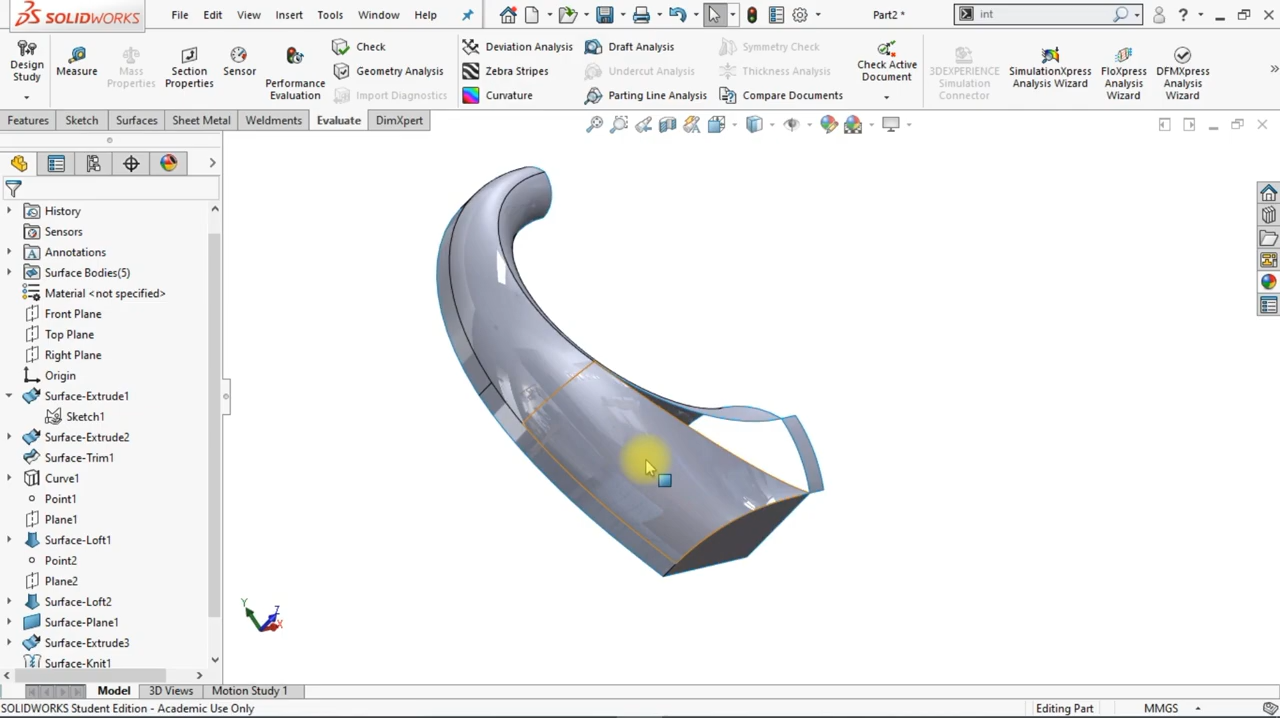 SOLIDWORKS File Edit View Insert Tools Window Help Part2 * int ?
Design Study
Measure
Mass Properties
Section Properties
Sensor
Performance Evaluation
Check
Geometry Analysis
Import Diagnostics
Deviation Analysis
Zebra Stripes
Curvature
Draft Analysis
Undercut Analysis
Parting Line Analysis
Symmetry Check
Thickness Analysis
Compare Documents
Check Active Document
3DEXPERIENCE Simulation Connector
SimulationXpress Analysis Wizard
FloXpress Analysis Wizard
DFMXpress Analysis Wizard
Features Sketch Surfaces Sheet Metal Weldments Evaluate DimXpert
History
Sensors
Annotations
Surface Bodies(5)
Material <not specified>
Front Plane
Top Plane
Right Plane
Origin
Surface-Extrude1
Sketch1
Surface-Extrude2
Surface-Trim1
Curve1
Point1
Plane1
Surface-Loft1
Point2
Plane2
Surface-Loft2
Surface-Plane1
Surface-Extrude3
Surface-Knit1
Y Z X
Model 3D Views Motion Study 1
SOLIDWORKS Student Edition - Academic Use Only Editing Part MMGS